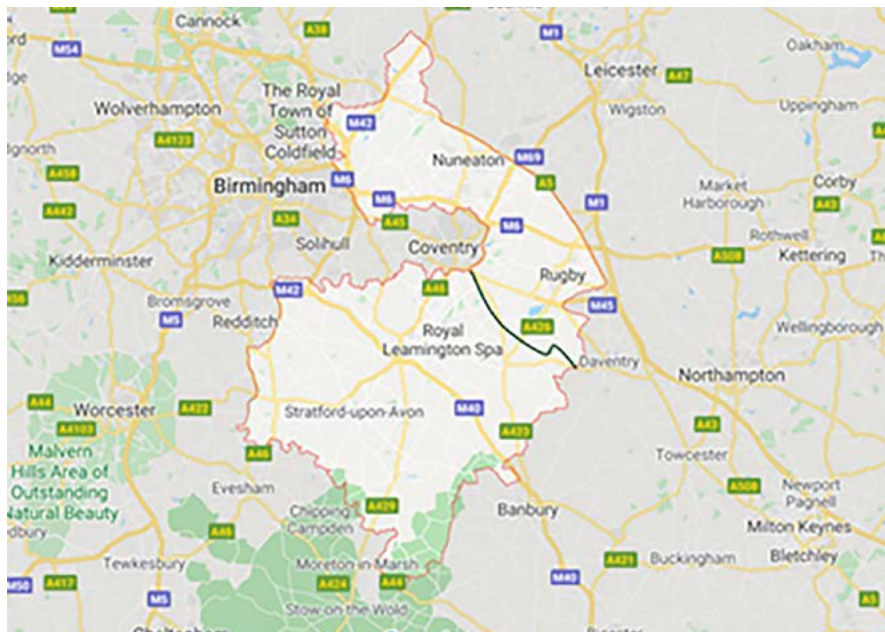 Cannock
M54
A38
M1
Oakham
Leicester
A47
The Royal
Town of
Sutton
Coldfield
Wolverhampton
Wigston
Uppingham
M42
A4123
Nuneaton
M69
A458
M6
A5
Birmingham
Market
Harborough
Corby
A43
M6
M1
A442
A34
A45
M6
Rothwell
Solihull
Coventry
A508
Kettering
Th
Kidderminster
Rugby
M42
A46
M45
Bromsgrove
M5
Redditch
A426
Royal
Leamington Spa
Wellingborough
Daventry
Northampton
A44
Worcester
A422
Stratford-upon-Avon
M40
A4103
A423
A43
Malvern
Hills Area of
Outstanding
Natural Beauty
A46
Towcester
Evesham
A508
Newport
Pagnell
Chipping
Campden
A429
Banbury
A46
Milton Keynes
dbury
Tewkesbury
Moreton-in-Marsh
A421
Buckingham
Bletchley
M50
A417
A424
A44
M40
M5
Stow on the Wold
A5